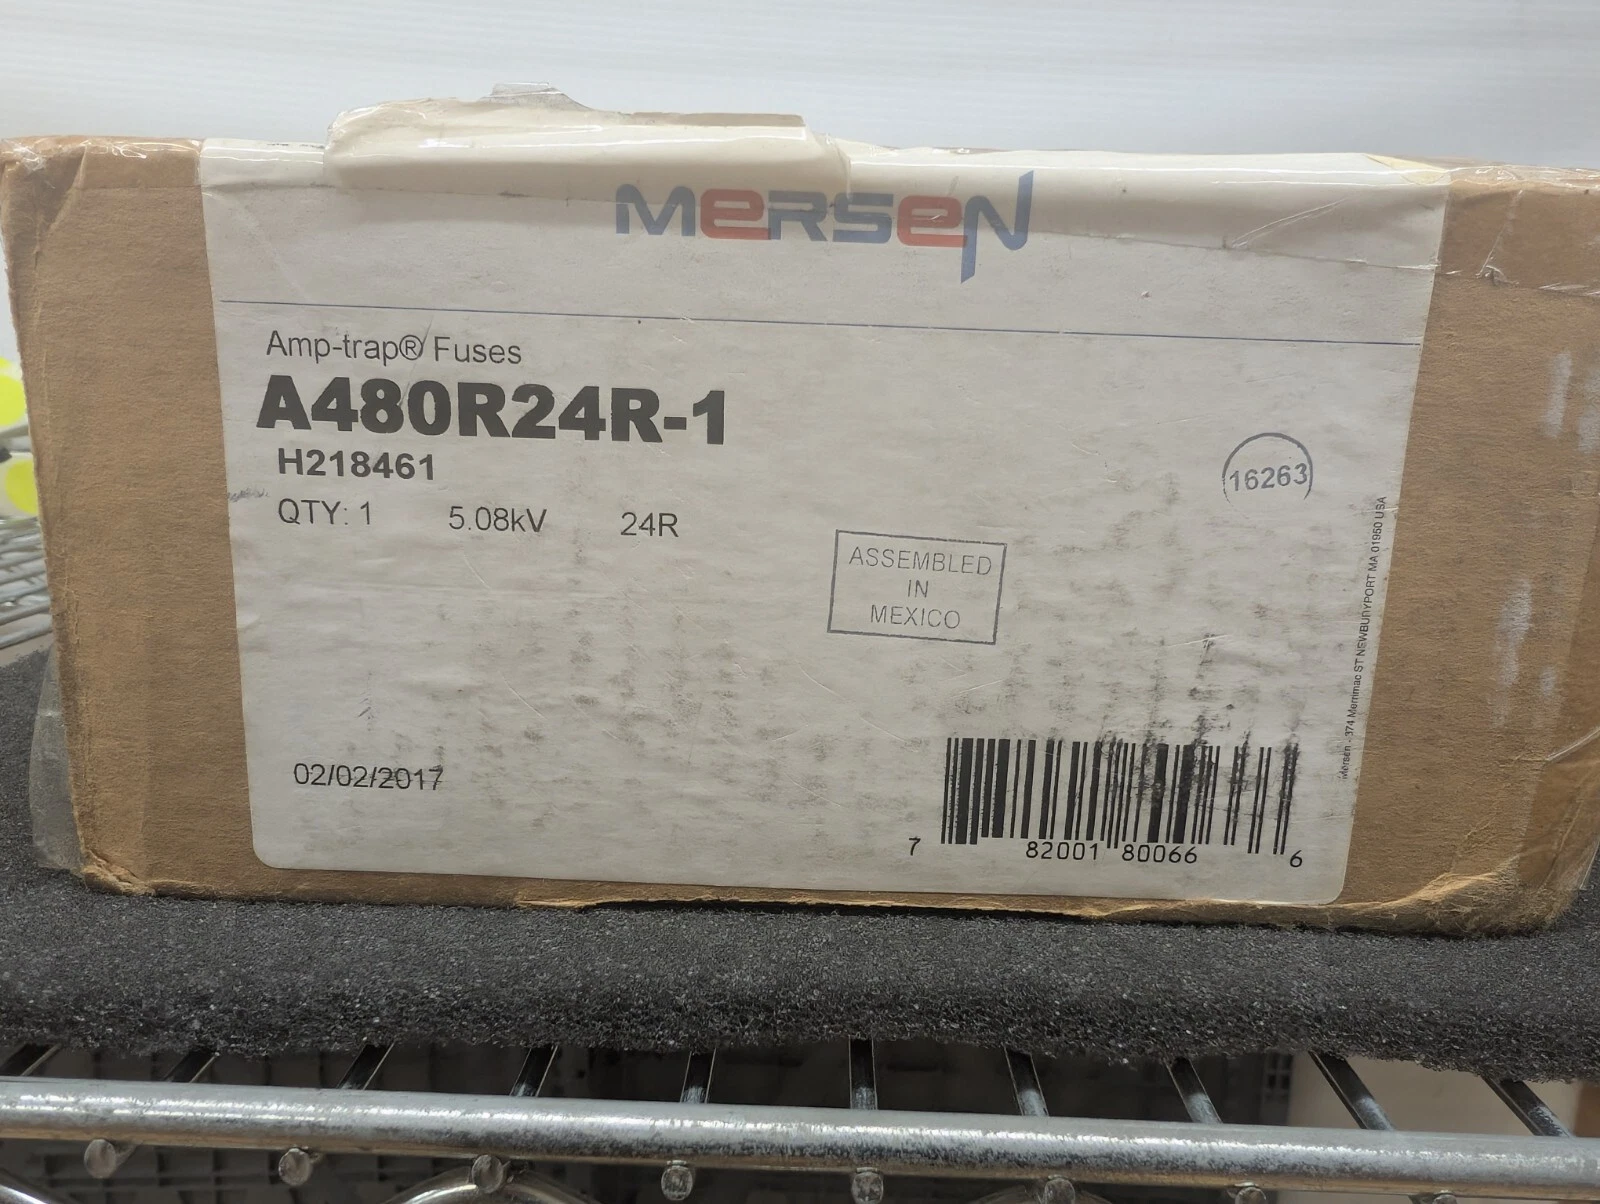 MERSEN
Amp-trap® Fuses
A480R24R-1
H218461
QTY: 1 5.08kV 24R
16263
ASSEMBLED
IN
MEXICO
Mersen - 374 Merrimac ST NEWBURYPORT MA 01950 USA
02/02/2017
7 82001 80066 6